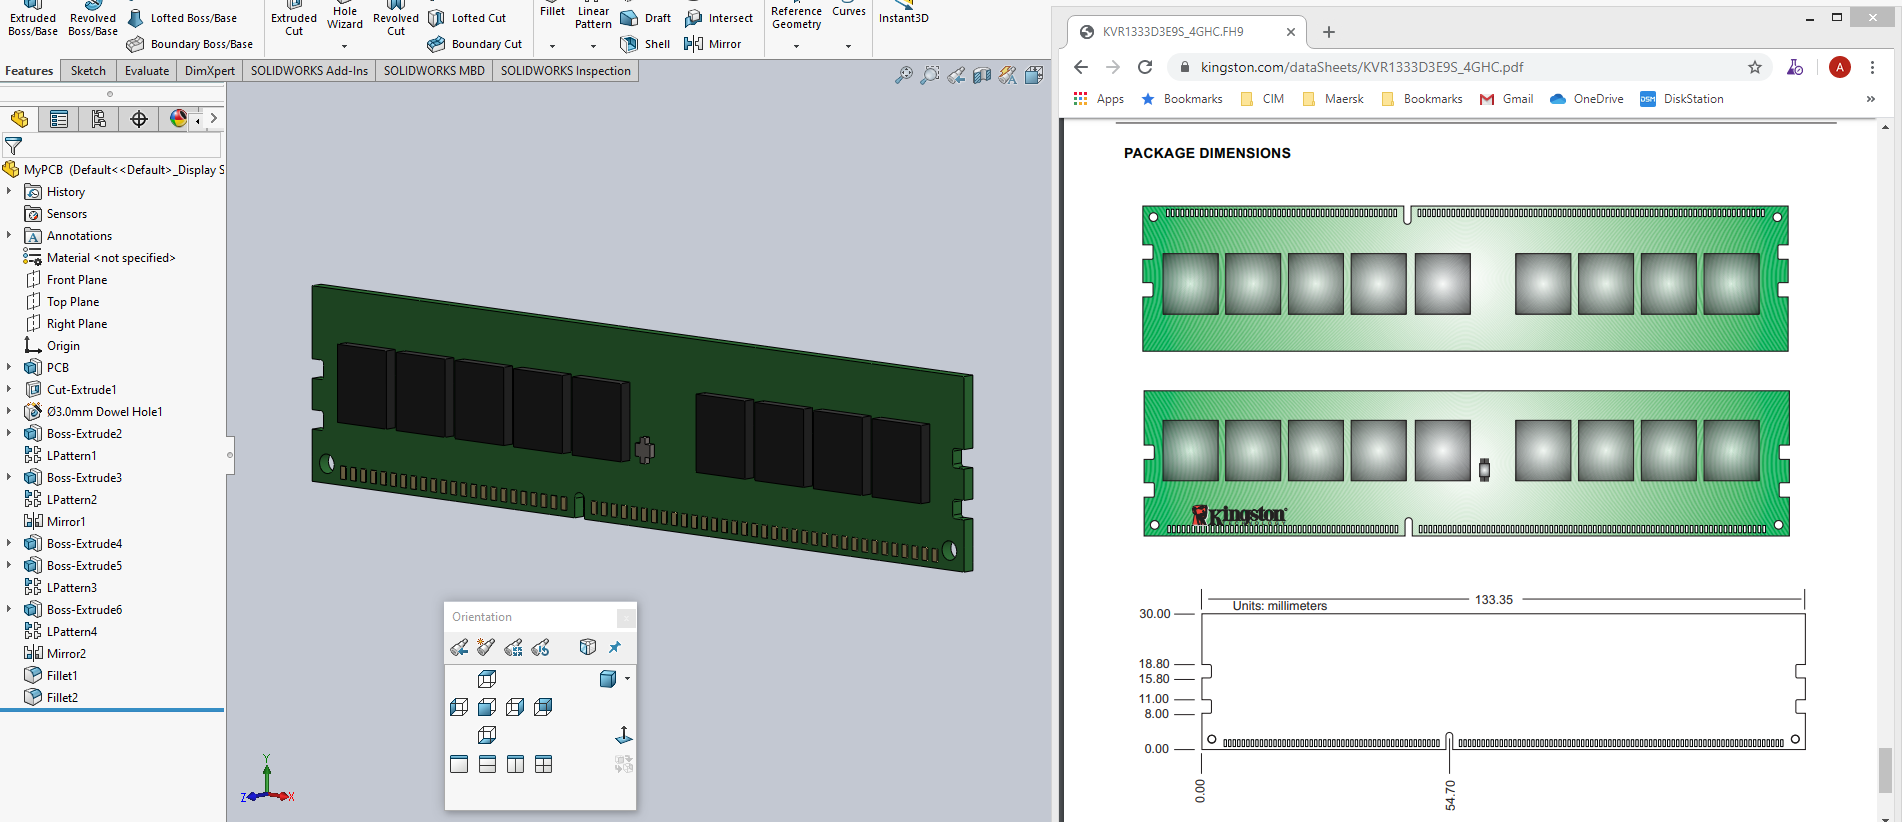 Extruded
Boss/Base
Revolved
Boss/Base
Lofted Boss/Base
Boundary Boss/Base
Extruded
Cut
Hole
Wizard
Revolved
Cut
Lofted Cut
Boundary Cut
Fillet
Linear
Pattern
Draft
Shell
Intersect
Mirror
Reference
Geometry
Curves
Instant3D
Features
Sketch
Evaluate
DimXpert
SOLIDWORKS Add-Ins
SOLIDWORKS MBD
SOLIDWORKS Inspection
MyPCB (Default<<Default>_Display S
History
Sensors
Annotations
Material <not specified>
Front Plane
Top Plane
Right Plane
Origin
PCB
Cut-Extrude1
Ø3.0mm Dowel Hole1
Boss-Extrude2
LPattern1
Boss-Extrude3
LPattern2
Mirror1
Boss-Extrude4
Boss-Extrude5
LPattern3
Boss-Extrude6
LPattern4
Mirror2
Fillet1
Fillet2
Orientation
Y
Z
X
KVR1333D3E9S_4GHC.FH9
kingston.com/dataSheets/KVR1333D3E9S_4GHC.pdf
A
Apps
Bookmarks
CIM
Maersk
Bookmarks
Gmail
OneDrive
DSM
DiskStation
»
PACKAGE DIMENSIONS
Kingston
TECHNOLOGY
133.35
Units: millimeters
30.00
18.80
15.80
11.00
8.00
0.00
0.00
54.70